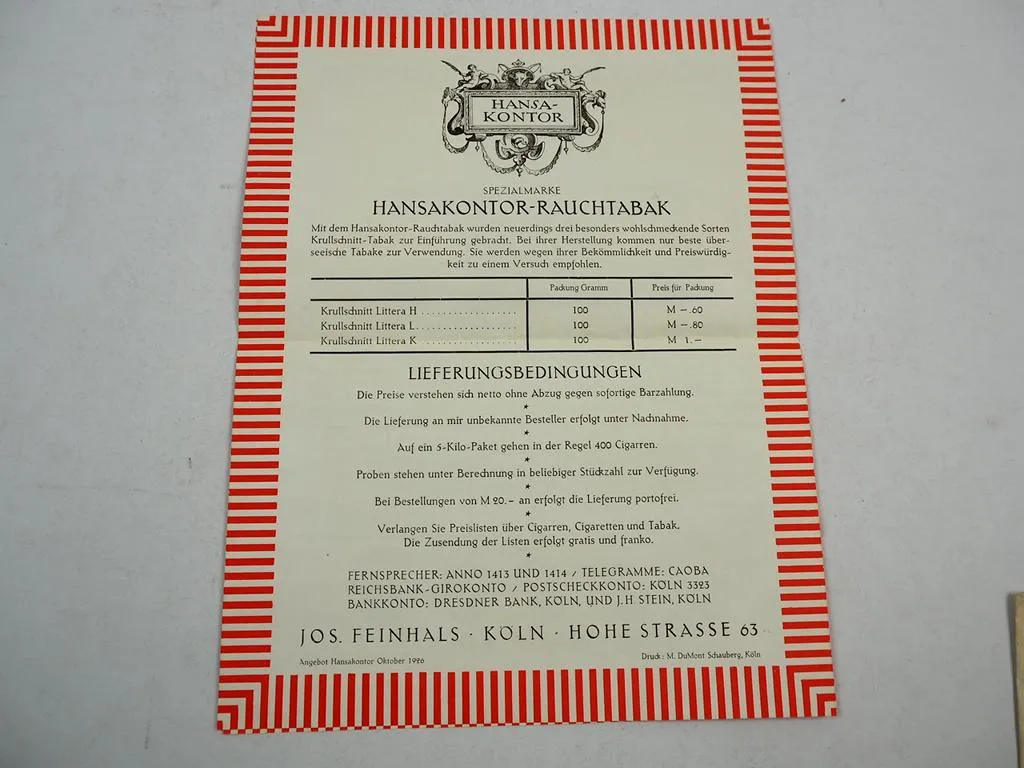 HANSA-
KONTOR
SPEZIALMARKE
HANSAKONTOR-RAUCHTABAK
Mit dem Hansakontor-Rauchtabak wurden neuerdings drei besonders wohlschmeckende Sorten
Krullschnitt-Tabak zur Einführung gebracht. Bei ihrer Herstellung kommen nur beste über-
seeische Tabake zur Verwendung. Sie werden wegen ihrer Bekömmlichkeit und Preiswürdig-
keit zu einem Versuch empfohlen.
Packung Gramm Preis für Packung
Krullschnitt Littera H . . . . . . . . . . . . . . . . . 100 M –.60
Krullschnitt Littera L. . . . . . . . . . . . . . . . . . 100 M –.80
Krullschnitt Littera K . . . . . . . . . . . . . . . . 100 M 1.–
LIEFERUNGSBEDINGUNGEN
Die Preise verstehen sich netto ohne Abzug gegen sofortige Barzahlung.
Die Lieferung an mir unbekannte Besteller erfolgt unter Nachnahme.
Auf ein 5-Kilo-Paket gehen in der Regel 400 Cigarren.
Proben stehen unter Berechnung in beliebiger Stückzahl zur Verfügung.
Bei Bestellungen von M 20.– an erfolgt die Lieferung portofrei.
Verlangen Sie Preislisten über Cigarren, Cigaretten und Tabak.
Die Zusendung der Listen erfolgt gratis und franko.
FERNSPRECHER: ANNO 1413 UND 1414 / TELEGRAMME: CAOBA
REICHSBANK-GIROKONTO / POSTSCHECKKONTO: KÖLN 3323
BANKKONTO: DRESDNER BANK, KÖLN, UND J. H. STEIN, KÖLN
JOS. FEINHALS · KÖLN · HOHE STRASSE 63
Angebot Hansakontor Oktober 1926
Druck: M. DuMont Schauberg, Köln